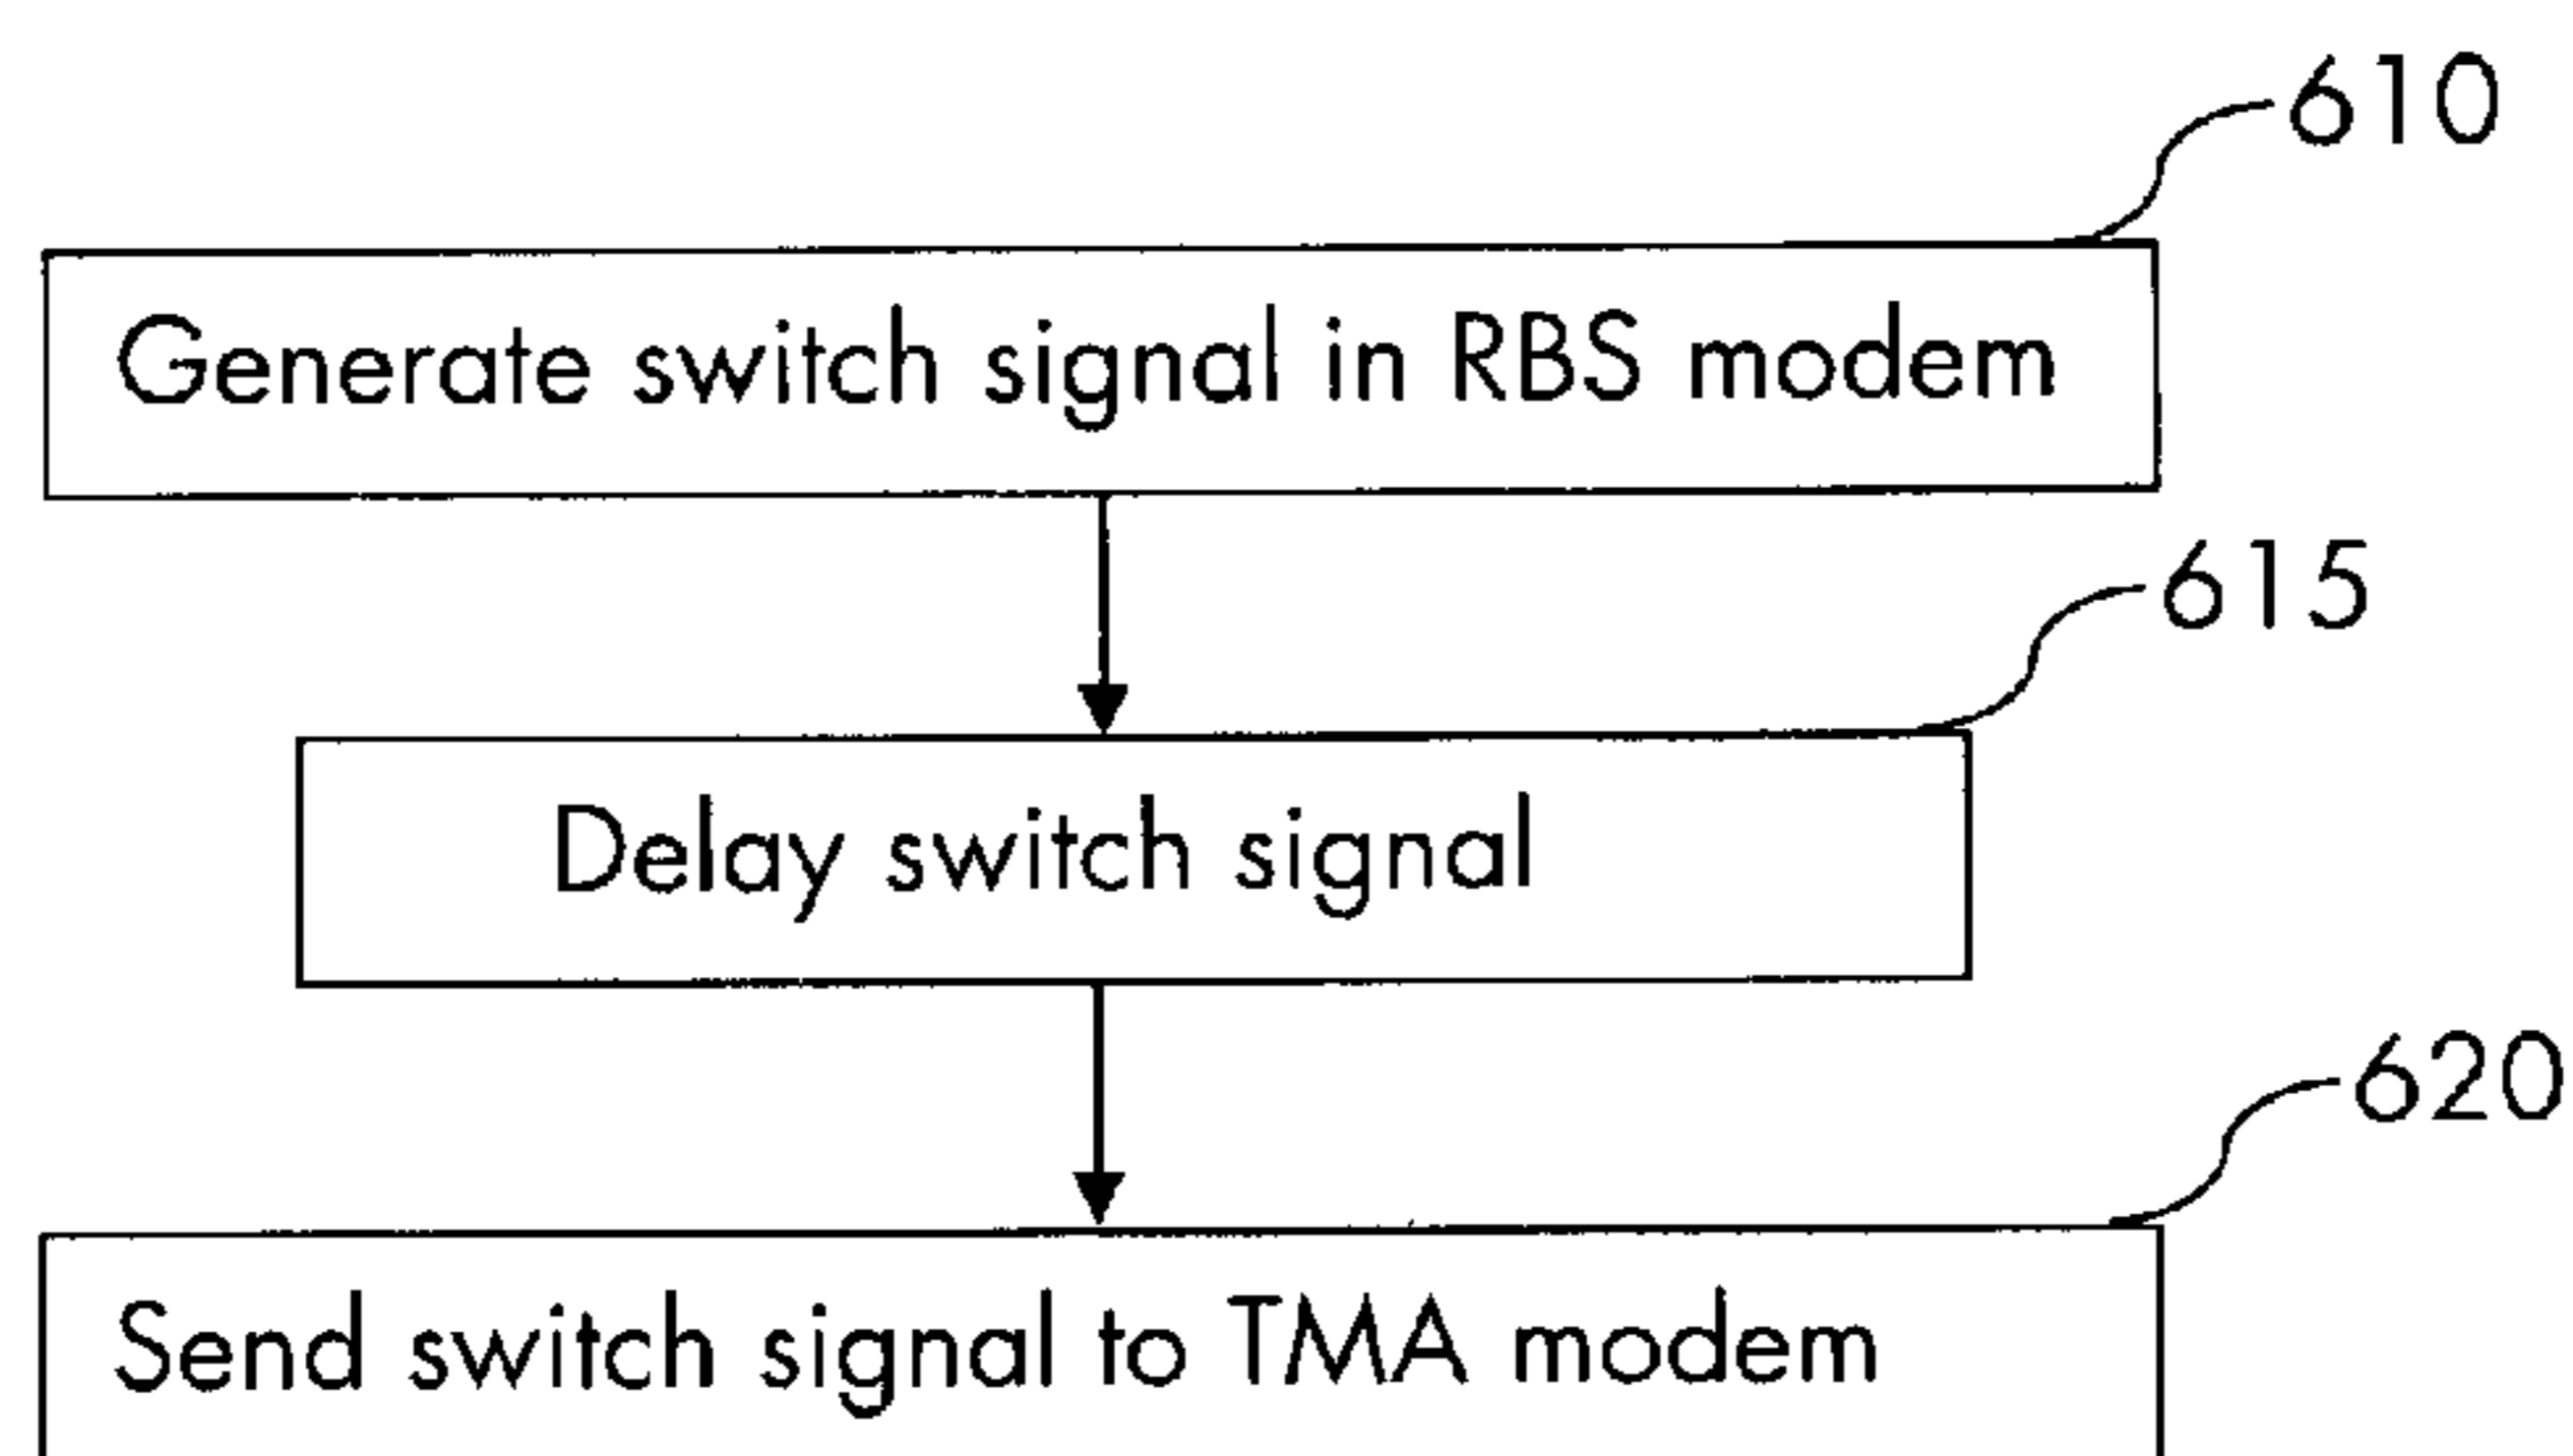 610
Generate switch signal in RBS modem
615
Delay switch signal
620
Send switch signal to TMA modem